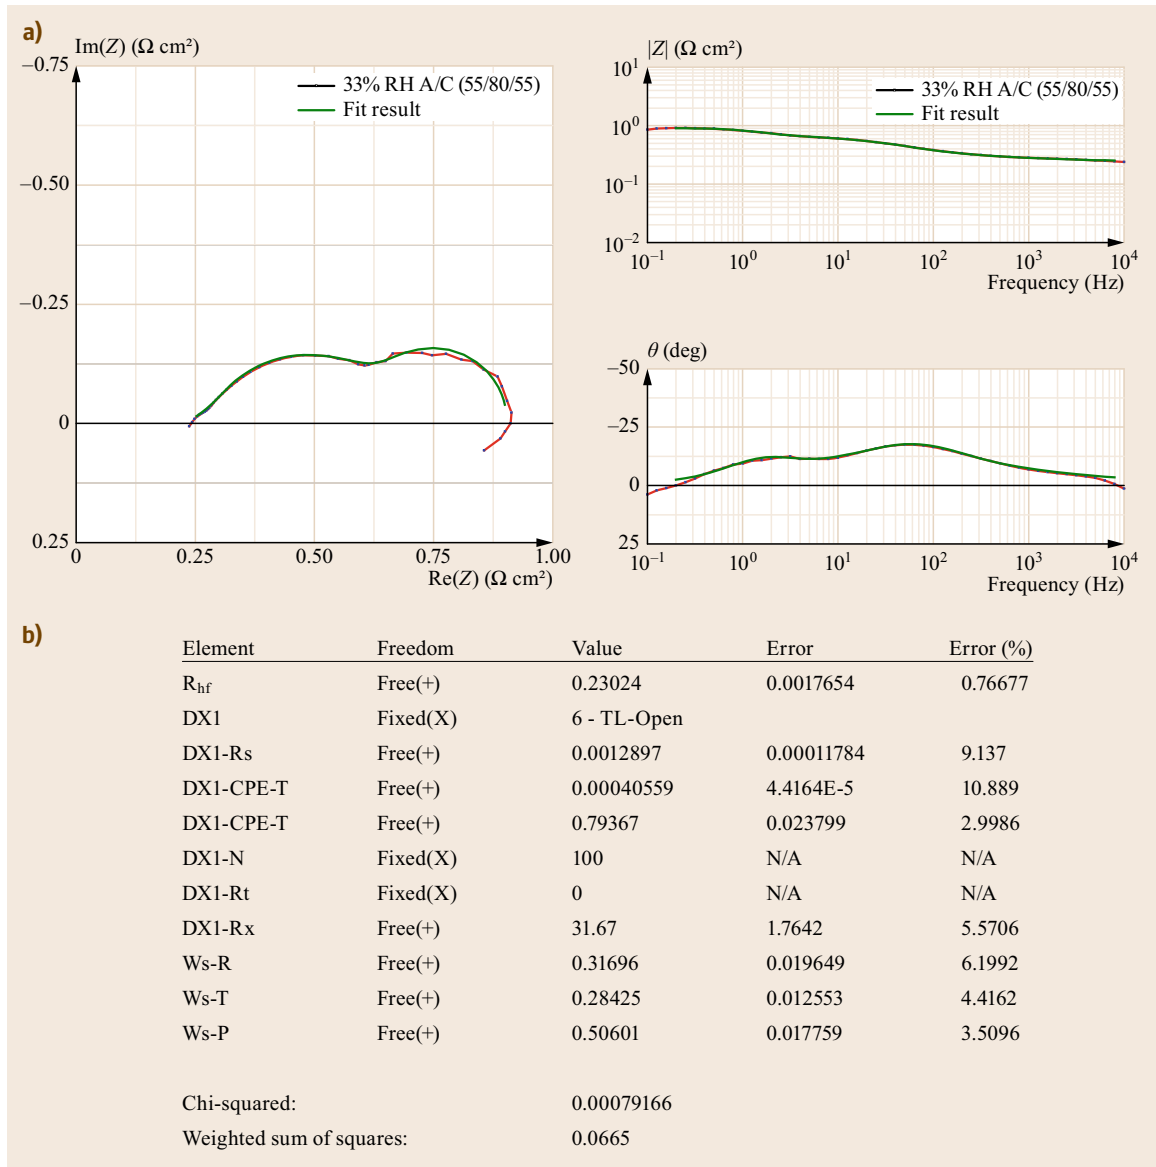 a)
Im(Z) (Ω cm²)
−0.75
−0.50
−0.25
0
0.25
0 0.25 0.50 0.75 1.00
Re(Z) (Ω cm²)
33% RH A/C (55/80/55)
Fit result
|Z| (Ω cm²)
10¹
10⁰
10⁻¹
10⁻²
10⁻¹ 10⁰ 10¹ 10² 10³ 10⁴
Frequency (Hz)
33% RH A/C (55/80/55)
Fit result
θ (deg)
−50
−25
0
25
10⁻¹ 10⁰ 10¹ 10² 10³ 10⁴
Frequency (Hz)
b)
Element Freedom Value Error Error (%)
R_hf Free(+) 0.23024 0.0017654 0.76677
DX1 Fixed(X) 6 - TL-Open
DX1-Rs Free(+) 0.0012897 0.00011784 9.137
DX1-CPE-T Free(+) 0.00040559 4.4164E-5 10.889
DX1-CPE-T Free(+) 0.79367 0.023799 2.9986
DX1-N Fixed(X) 100 N/A N/A
DX1-Rt Fixed(X) 0 N/A N/A
DX1-Rx Free(+) 31.67 1.7642 5.5706
Ws-R Free(+) 0.31696 0.019649 6.1992
Ws-T Free(+) 0.28425 0.012553 4.4162
Ws-P Free(+) 0.50601 0.017759 3.5096
Chi-squared: 0.00079166
Weighted sum of squares: 0.0665